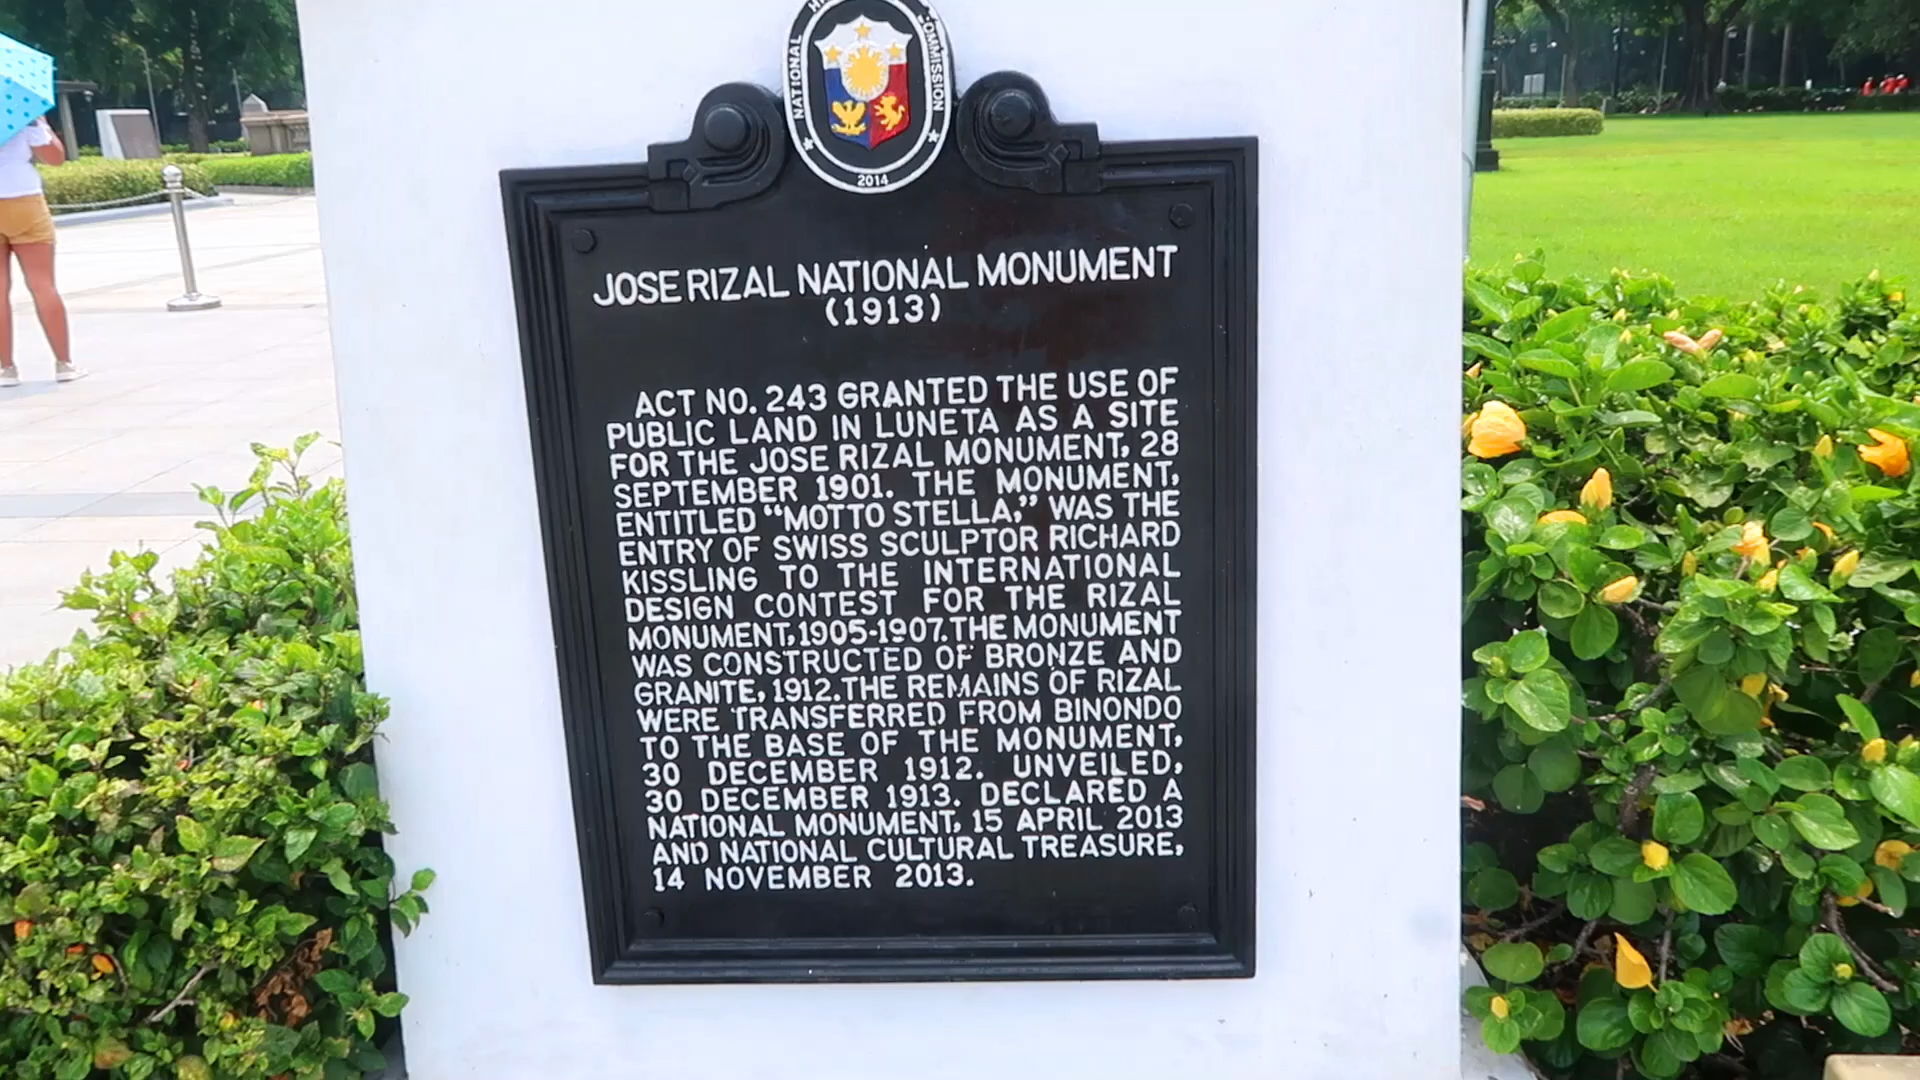 NATIONAL
COMMISSION
2014
JOSE RIZAL NATIONAL MONUMENT
(1913)
ACT NO. 243 GRANTED THE USE OF
PUBLIC LAND IN LUNETA AS A SITE
FOR THE JOSE RIZAL MONUMENT, 28
SEPTEMBER 1901. THE MONUMENT,
ENTITLED “MOTTO STELLA,” WAS THE
ENTRY OF SWISS SCULPTOR RICHARD
KISSLING TO THE INTERNATIONAL
DESIGN CONTEST FOR THE RIZAL
MONUMENT, 1905-1907. THE MONUMENT
WAS CONSTRUCTED OF BRONZE AND
GRANITE, 1912. THE REMAINS OF RIZAL
WERE TRANSFERRED FROM BINONDO
TO THE BASE OF THE MONUMENT,
30 DECEMBER 1912. UNVEILED,
30 DECEMBER 1913. DECLARED A
NATIONAL MONUMENT, 15 APRIL 2013
AND NATIONAL CULTURAL TREASURE,
14 NOVEMBER 2013.